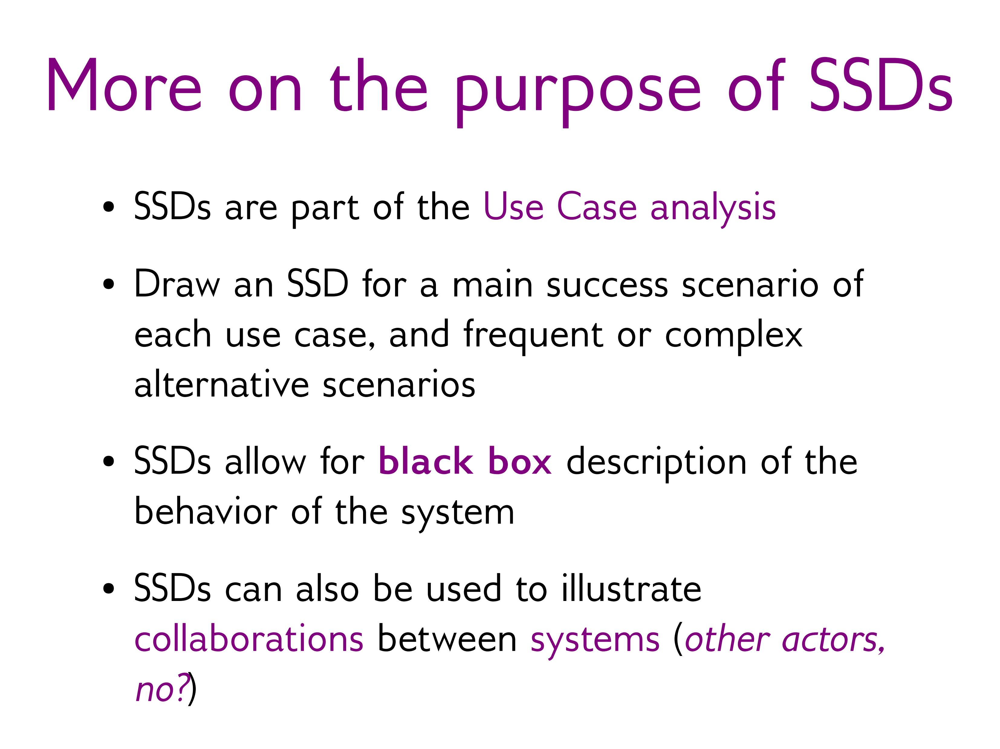 More on the purpose of SSDs
• SSDs are part of the Use Case analysis
• Draw an SSD for a main success scenario of
each use case, and frequent or complex
alternative scenarios
• SSDs allow for black box description of the
behavior of the system
• SSDs can also be used to illustrate
collaborations between systems (other actors,
no?)